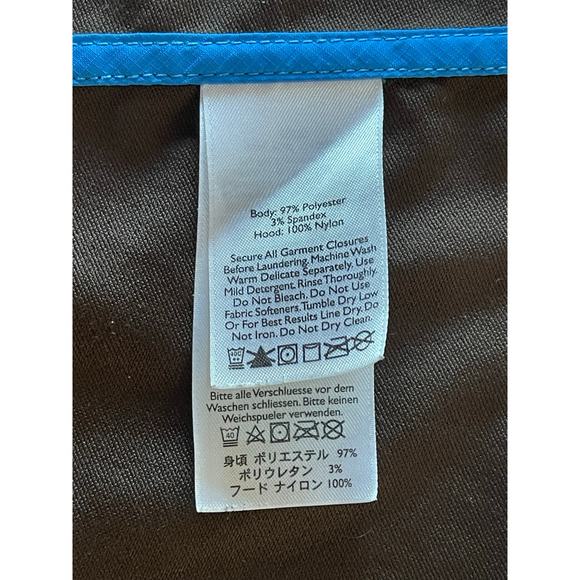 Body: 97% Polyester
3% Spandex
Hood: 100% Nylon
Secure All Garment Closures
Before Laundering. Machine Wash
Warm Delicate Separately. Use
Mild Detergent. Rinse Thoroughly.
Do Not Bleach. Do Not Use
Fabric Softeners. Tumble Dry Low
Or For Best Results Line Dry. Do
Not Iron. Do Not Dry Clean.
Bitte alle Verschlusse vor dem
Waschen schliessen. Bitte keinen
Weichspueler verwenden.
40
身頃 ポリエステル 97%
ポリウレタン 3%
フード ナイロン 100%